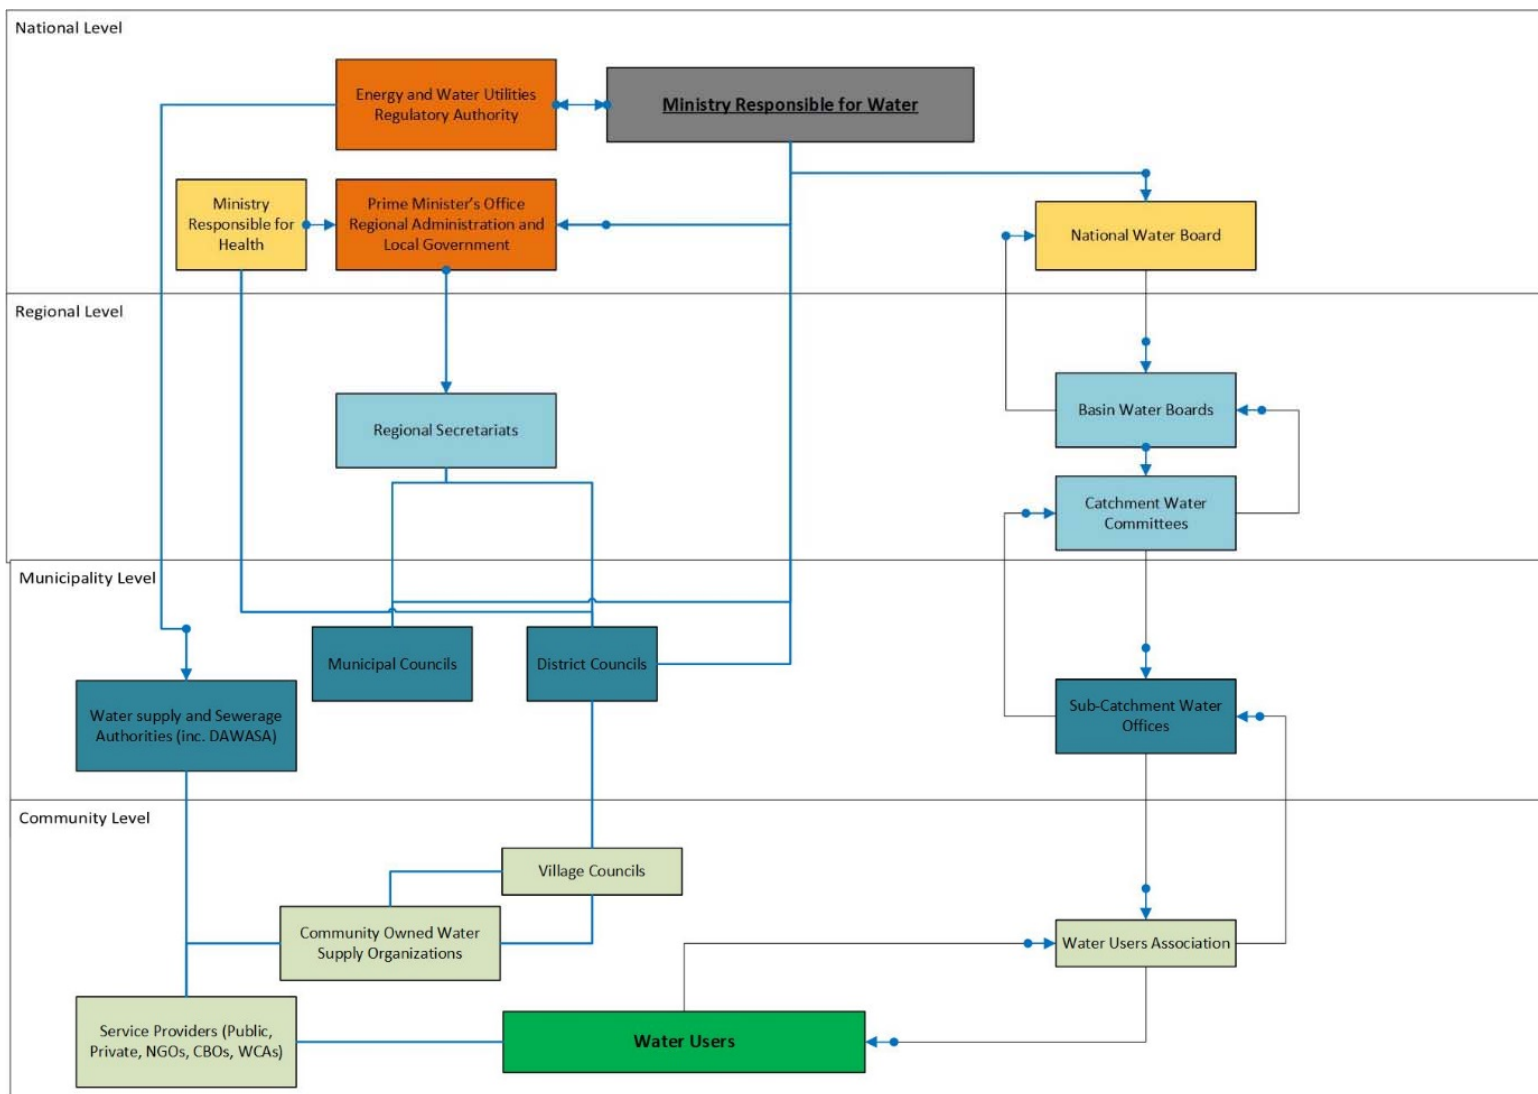 National Level
Energy and Water Utilities
Regulatory Authority
Ministry Responsible for Water
Ministry
Responsible for
Health
Prime Minister’s Office
Regional Administration and
Local Government
National Water Board
Regional Level
Regional Secretariats
Basin Water Boards
Catchment Water
Committees
Municipality Level
Municipal Councils
District Councils
Water supply and Sewerage
Authorities (inc. DAWASA)
Sub-Catchment Water
Offices
Community Level
Village Councils
Community Owned Water
Supply Organizations
Water Users Association
Service Providers (Public,
Private, NGOs, CBOs, WCAs)
Water Users